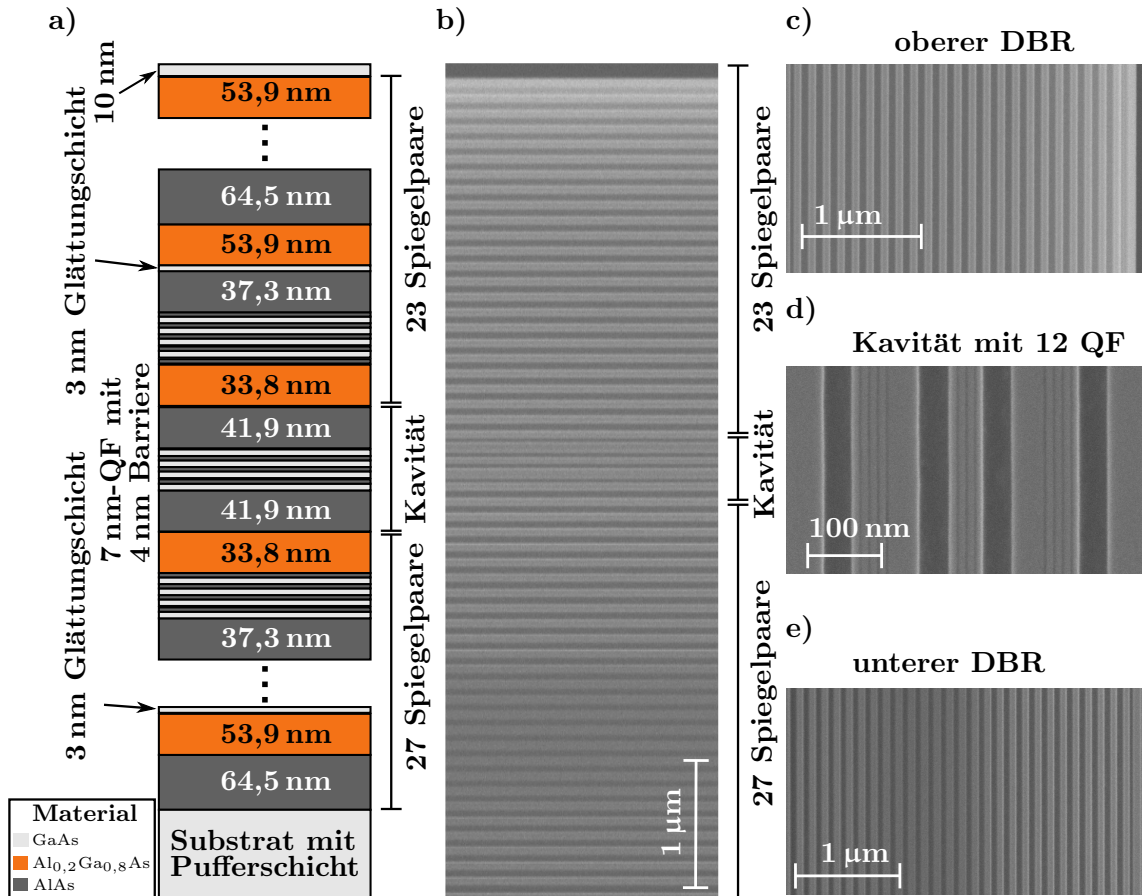 a)
10 nm
3 nm Glättungschicht
7 nm-QF mit
4 nm Barriere
3 nm Glättungschicht
53,9 nm
64,5 nm
53,9 nm
37,3 nm
33,8 nm
41,9 nm
41,9 nm
33,8 nm
37,3 nm
53,9 nm
64,5 nm
Substrat mit
Pufferschicht
Material
GaAs
Al0,2Ga0,8As
AlAs
23 Spiegelpaare
Kavität
27 Spiegelpaare
b)
1 μm
23 Spiegelpaare
Kavität
27 Spiegelpaare
c)
oberer DBR
1 μm
d)
Kavität mit 12 QF
100 nm
e)
unterer DBR
1 μm